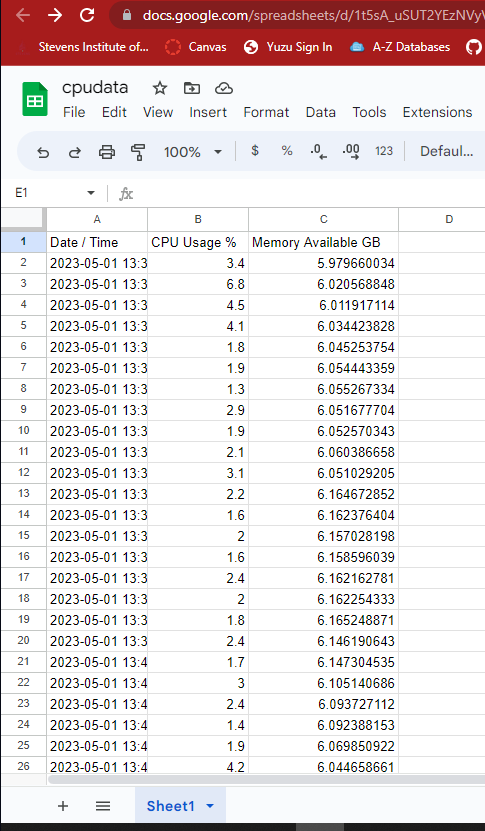 docs.google.com/spreadsheets/d/1t5sA_uSUT2YEzNVy
Stevens Institute of... Canvas Yuzu Sign In A-Z Databases
cpudata
File Edit View Insert Format Data Tools Extensions
100% $ % .0 .00 123 Defaul...
E1 fx
A B C D
1 Date / Time CPU Usage % Memory Available GB
2 2023-05-01 13:3 3.4 5.979660034
3 2023-05-01 13:3 6.8 6.020568848
4 2023-05-01 13:3 4.5 6.011917114
5 2023-05-01 13:3 4.1 6.034423828
6 2023-05-01 13:3 1.8 6.045253754
7 2023-05-01 13:3 1.9 6.054443359
8 2023-05-01 13:3 1.3 6.055267334
9 2023-05-01 13:3 2.9 6.051677704
10 2023-05-01 13:3 1.9 6.052570343
11 2023-05-01 13:3 2.1 6.060386658
12 2023-05-01 13:3 3.1 6.051029205
13 2023-05-01 13:3 2.2 6.164672852
14 2023-05-01 13:3 1.6 6.162376404
15 2023-05-01 13:3 2 6.157028198
16 2023-05-01 13:3 1.6 6.158596039
17 2023-05-01 13:3 2.4 6.162162781
18 2023-05-01 13:3 2 6.162254333
19 2023-05-01 13:3 1.8 6.165248871
20 2023-05-01 13:3 2.4 6.146190643
21 2023-05-01 13:4 1.7 6.147304535
22 2023-05-01 13:4 3 6.105140686
23 2023-05-01 13:4 2.4 6.093727112
24 2023-05-01 13:4 1.4 6.092388153
25 2023-05-01 13:4 1.9 6.069850922
26 2023-05-01 13:4 4.2 6.044658661
Sheet1